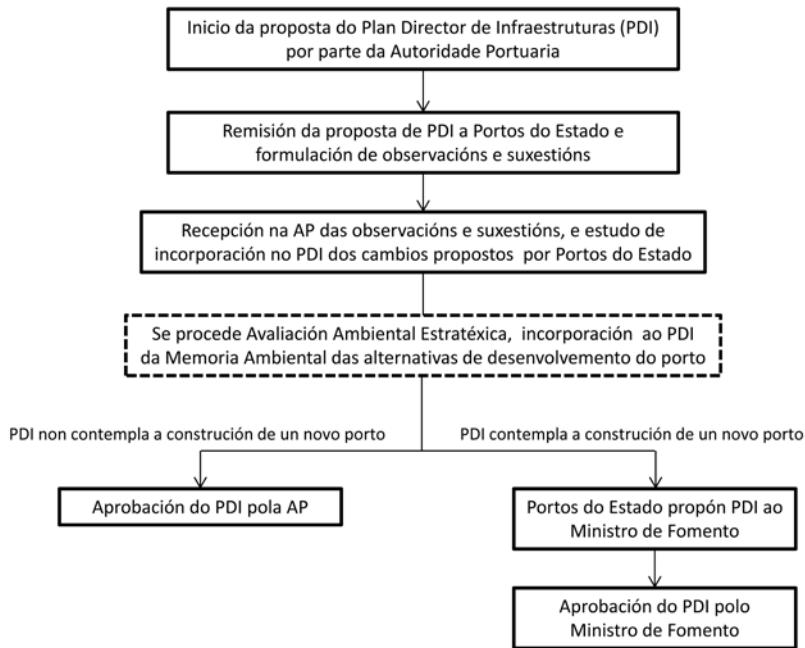 Inicio da proposta do Plan Director de Infraestruturas (PDI)
por parte da Autoridade Portuaria
Remisión da proposta de PDI a Portos do Estado e
formulación de observacións e suxestións
Recepción na AP das observacións e suxestións, e estudo de
incorporación no PDI dos cambios propostos por Portos do Estado
Se procede Avaliación Ambiental Estratéxica, incorporación ao PDI
da Memoria Ambiental das alternativas de desenvolvemento do porto
PDI non contempla a construción de un novo porto
PDI contempla a construción de un novo porto
Aprobación do PDI pola AP
Portos do Estado propón PDI ao
Ministro de Fomento
Aprobación do PDI polo
Ministro de Fomento